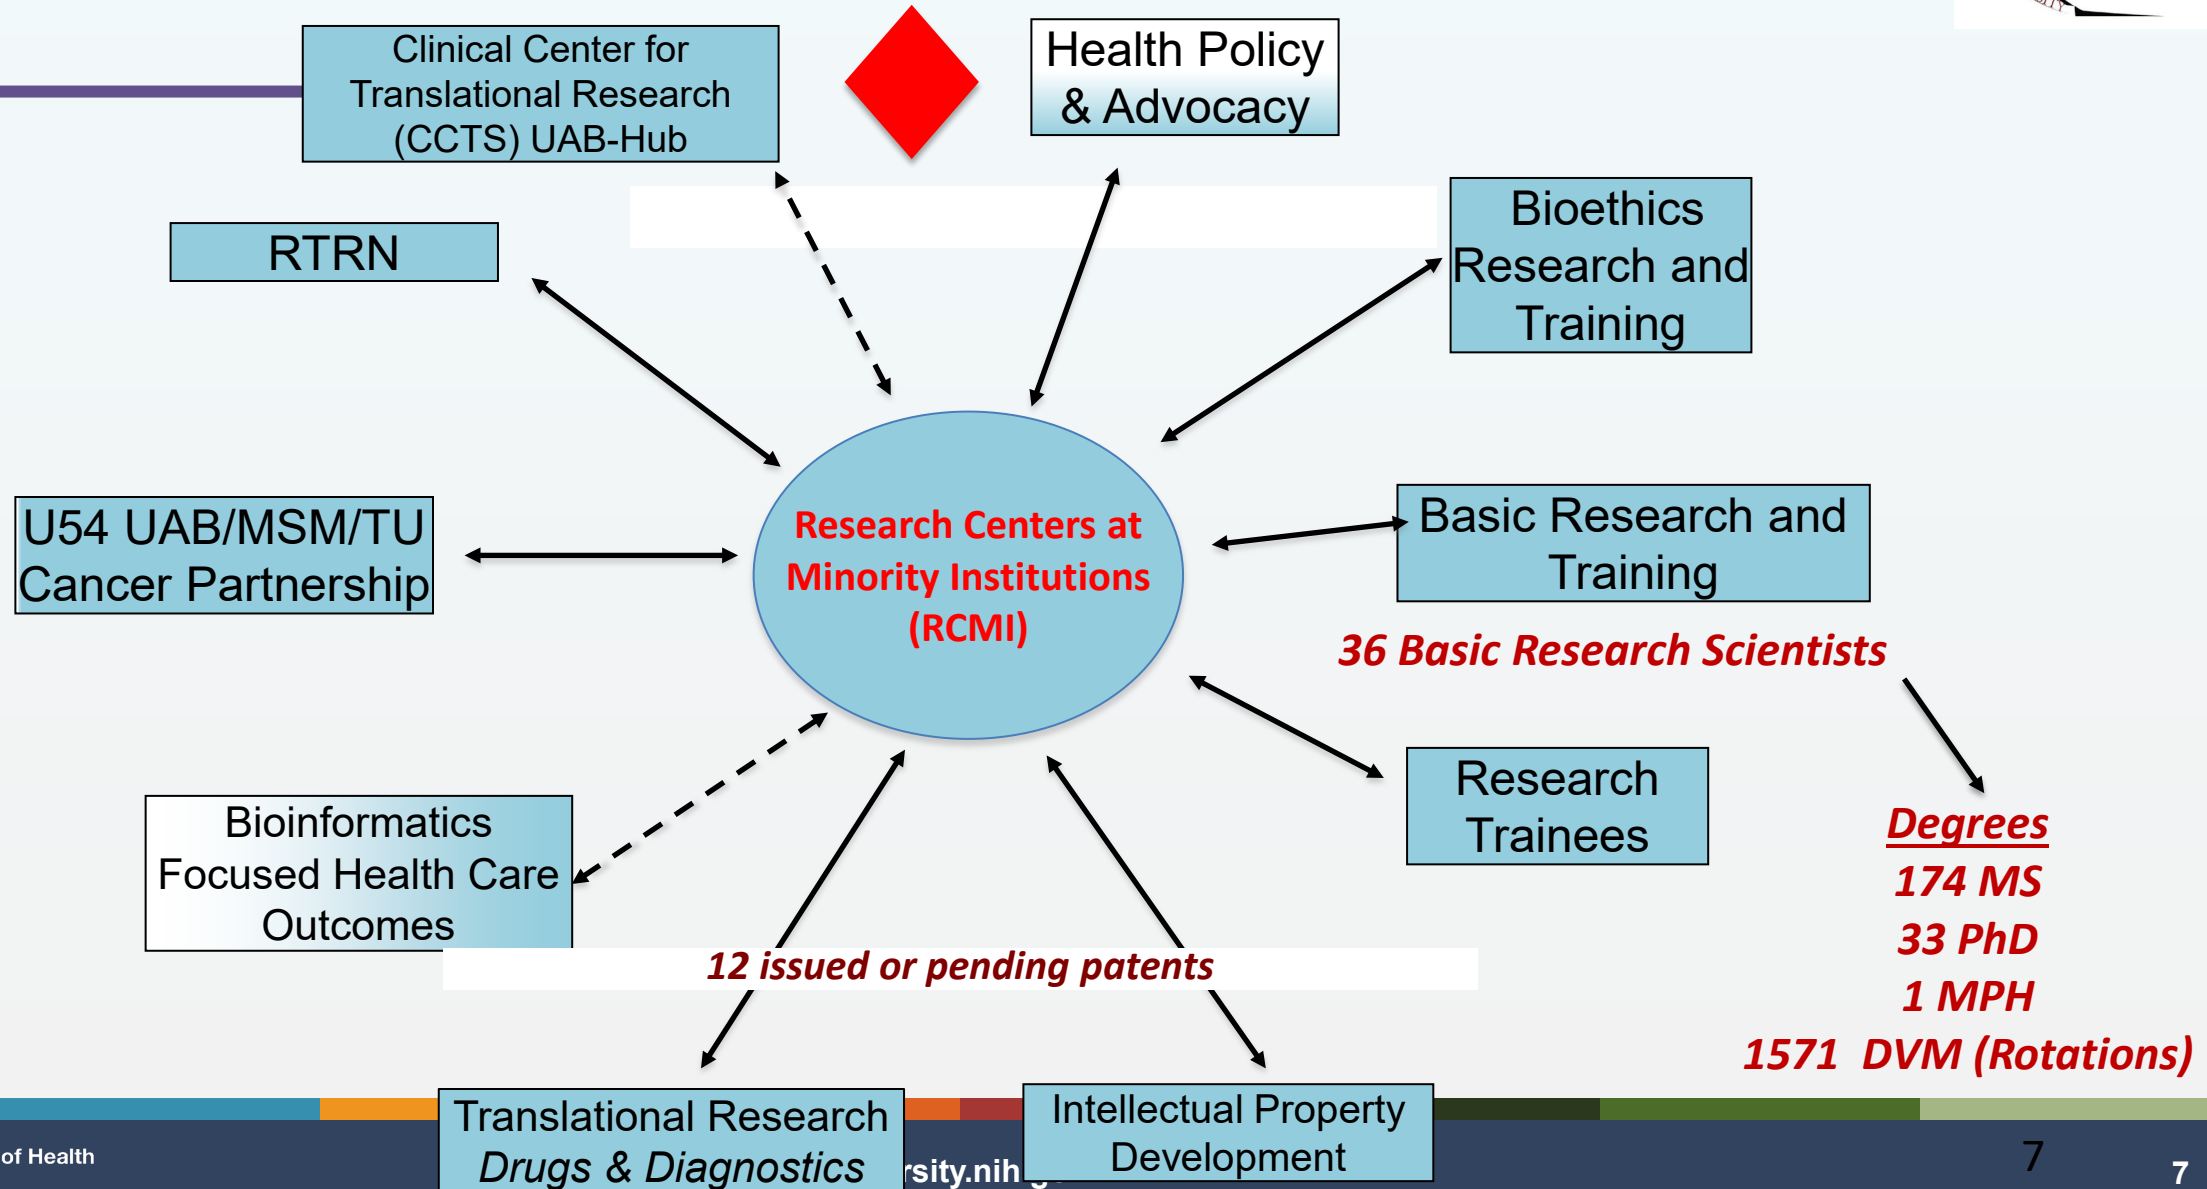 Clinical Center for
Translational Research
(CCTS) UAB-Hub
Health Policy
& Advocacy
RTRN
Bioethics
Research and
Training
U54 UAB/MSM/TU
Cancer Partnership
Research Centers at
Minority Institutions
(RCMI)
Basic Research and
Training
36 Basic Research Scientists
Research
Trainees
Bioinformatics
Focused Health Care
Outcomes
Degrees
174 MS
33 PhD
1 MPH
1571 DVM (Rotations)
12 issued or pending patents
Translational Research
Drugs & Diagnostics
Intellectual Property
Development
of Health
rsity.nih
7
7